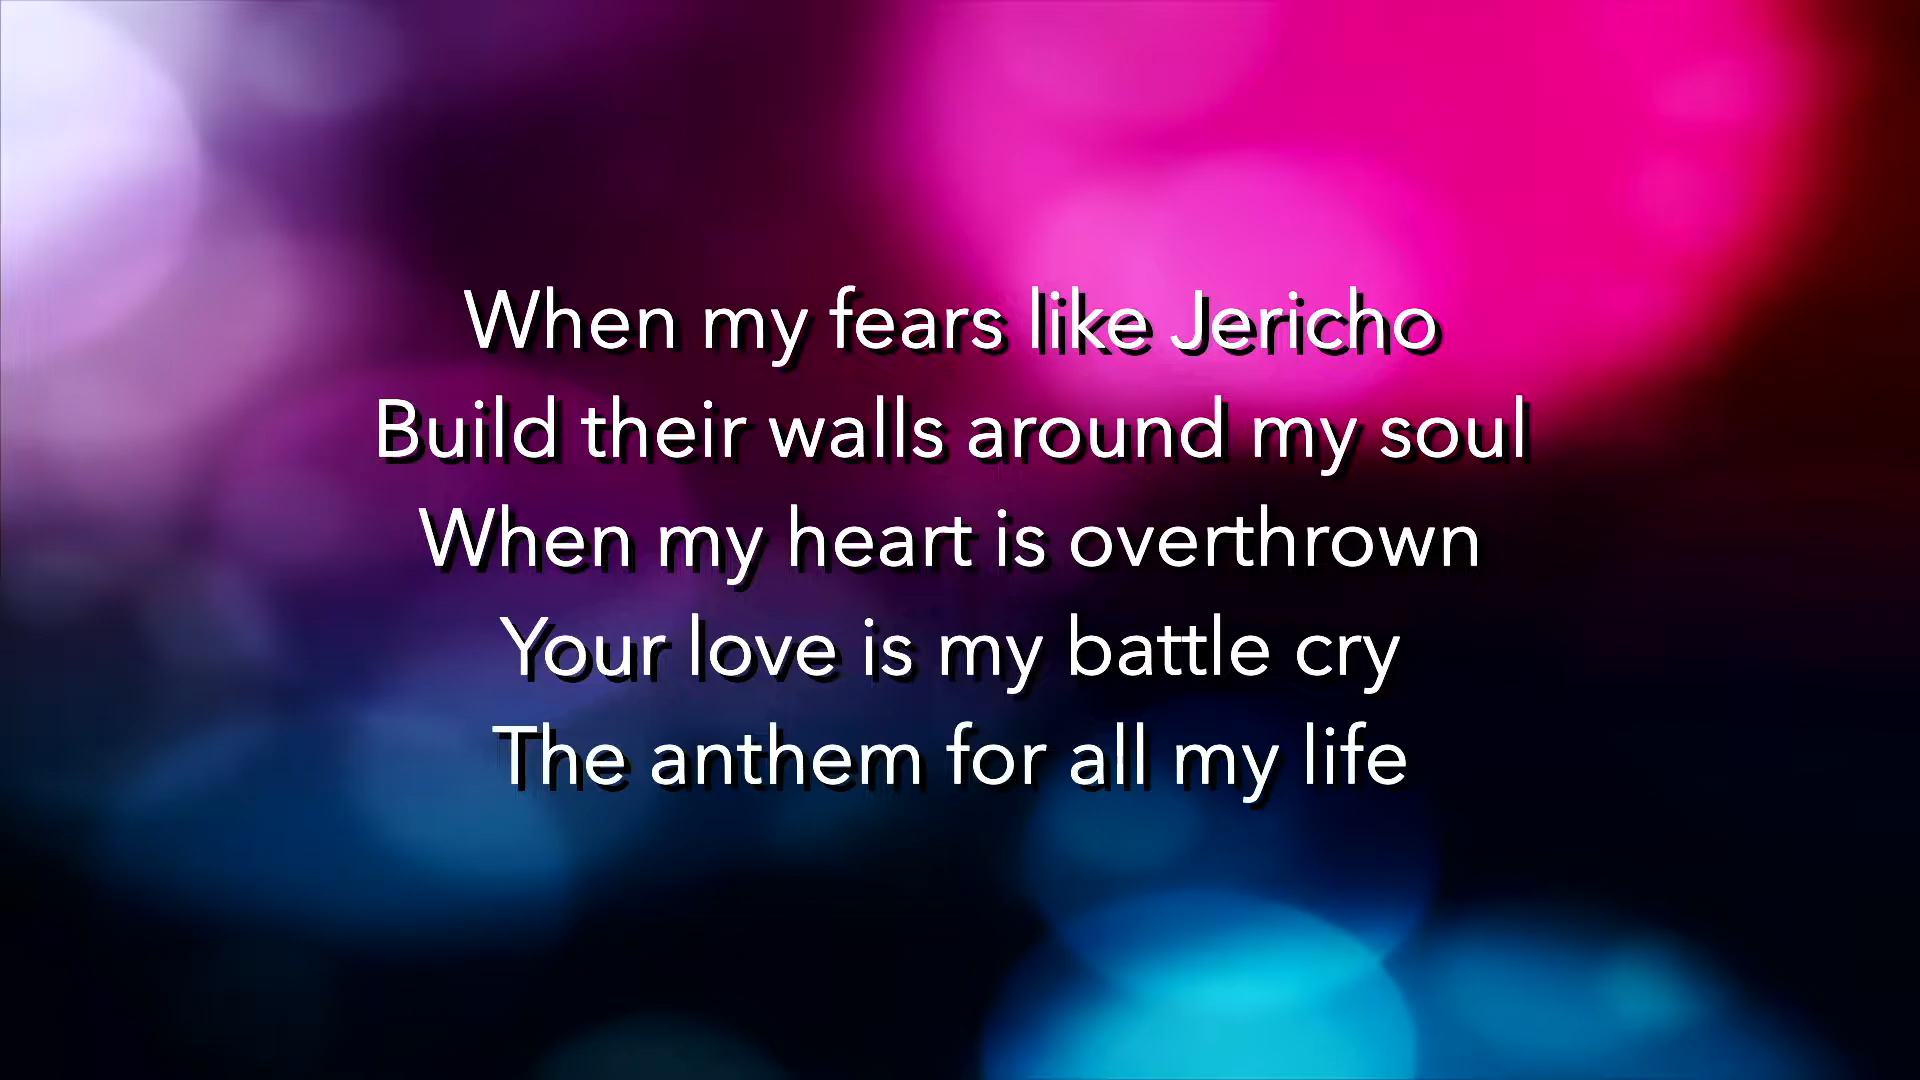 When my fears like Jericho
Build their walls around my soul
When my heart is overthrown
Your love is my battle cry
The anthem for all my life